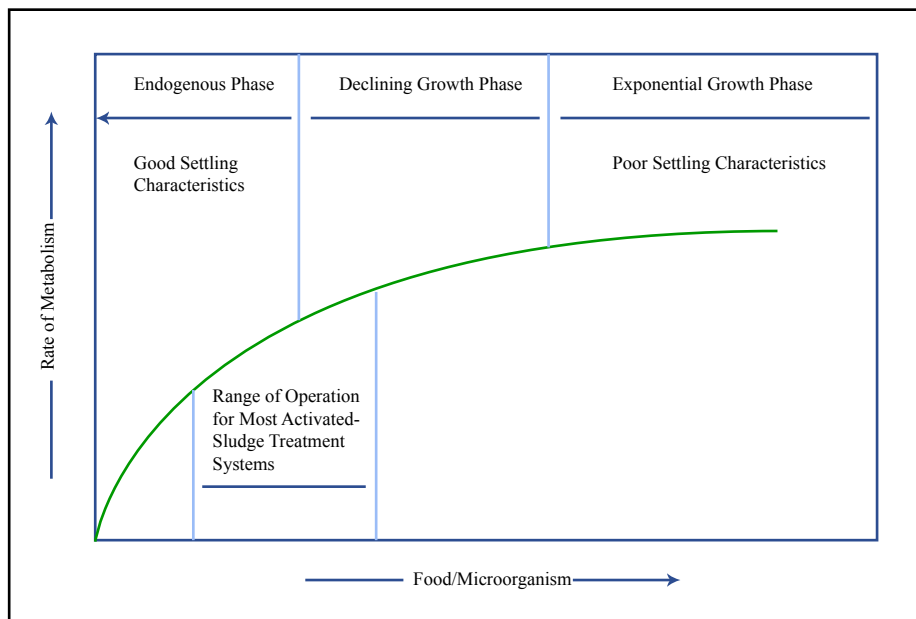 Endogenous Phase
Declining Growth Phase
Exponential Growth Phase
Good Settling
Characteristics
Poor Settling Characteristics
Rate of Metabolism
Range of Operation
for Most Activated-
Sludge Treatment
Systems
Food/Microorganism